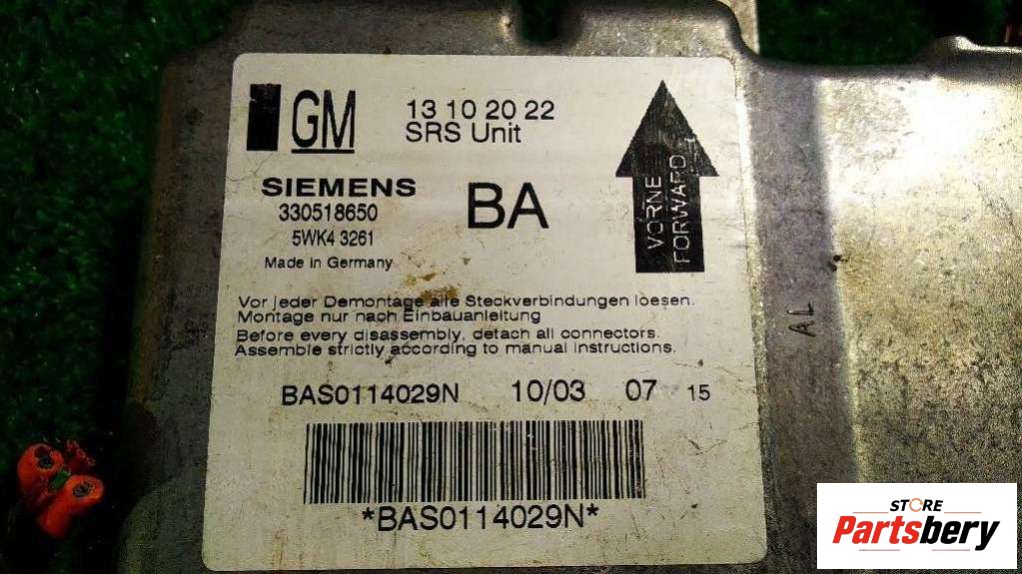 GM
13 10 20 22
SRS Unit
SIEMENS
330518650
5WK4 3261
Made in Germany
BA
VORNE
FORWARD
Vor jeder Demontage alle Steckverbindungen loesen.
Montage nur nach Einbauanleitung
Before every disassembly, detach all connectors.
Assemble strictly according to manual instructions.
BAS0114029N 10/03 07 15
*BAS0114029N*
AL
STORE
Partsbery